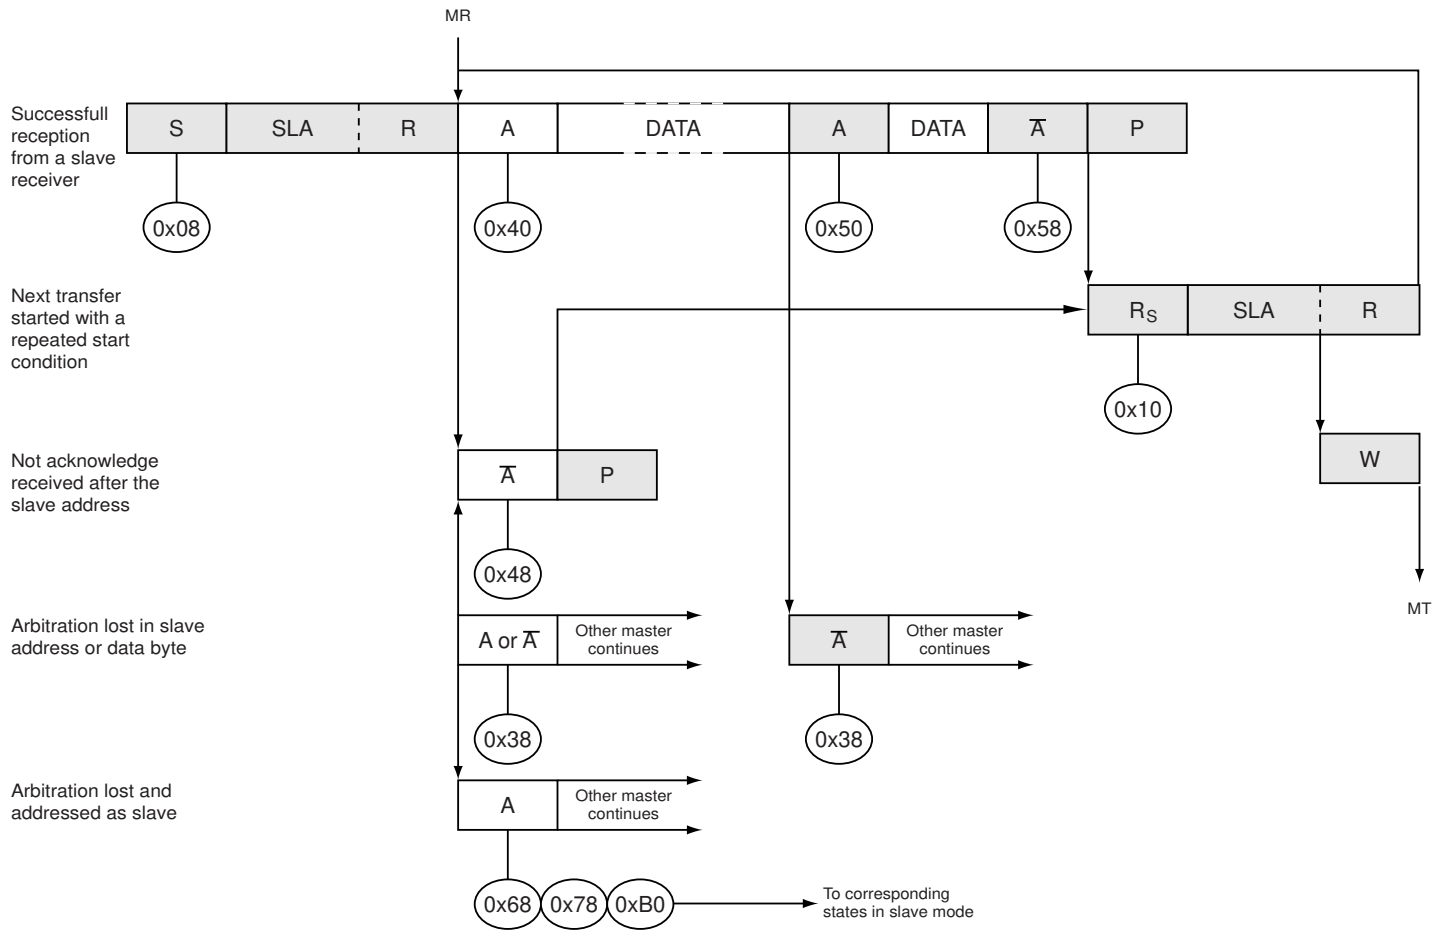 MR
Successfull
reception
from a slave
receiver
S SLA R A DATA A DATA A̅ P
0x08 0x40 0x50 0x58
Next transfer
started with a
repeated start
condition
RS SLA R
0x10
Not acknowledge
received after the
slave address
A̅ P
W
0x48
MT
Arbitration lost in slave
address or data byte
A or A̅ Other master
continues
A̅ Other master
continues
0x38 0x38
Arbitration lost and
addressed as slave
A Other master
continues
0x68 0x78 0xB0 To corresponding
states in slave mode